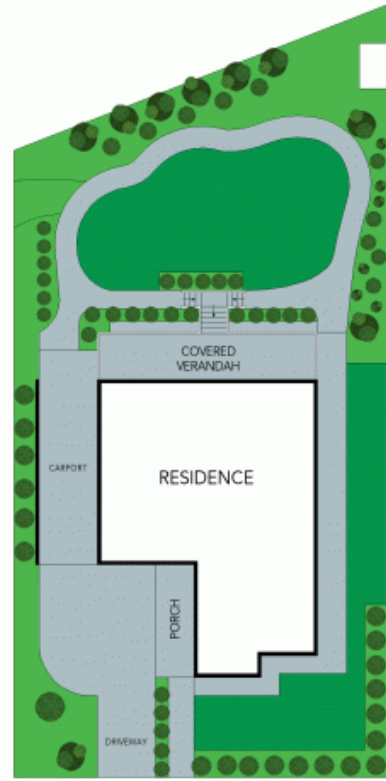 COVERED
VERANDAH
CARPORT
RESIDENCE
PORCH
DRIVEWAY